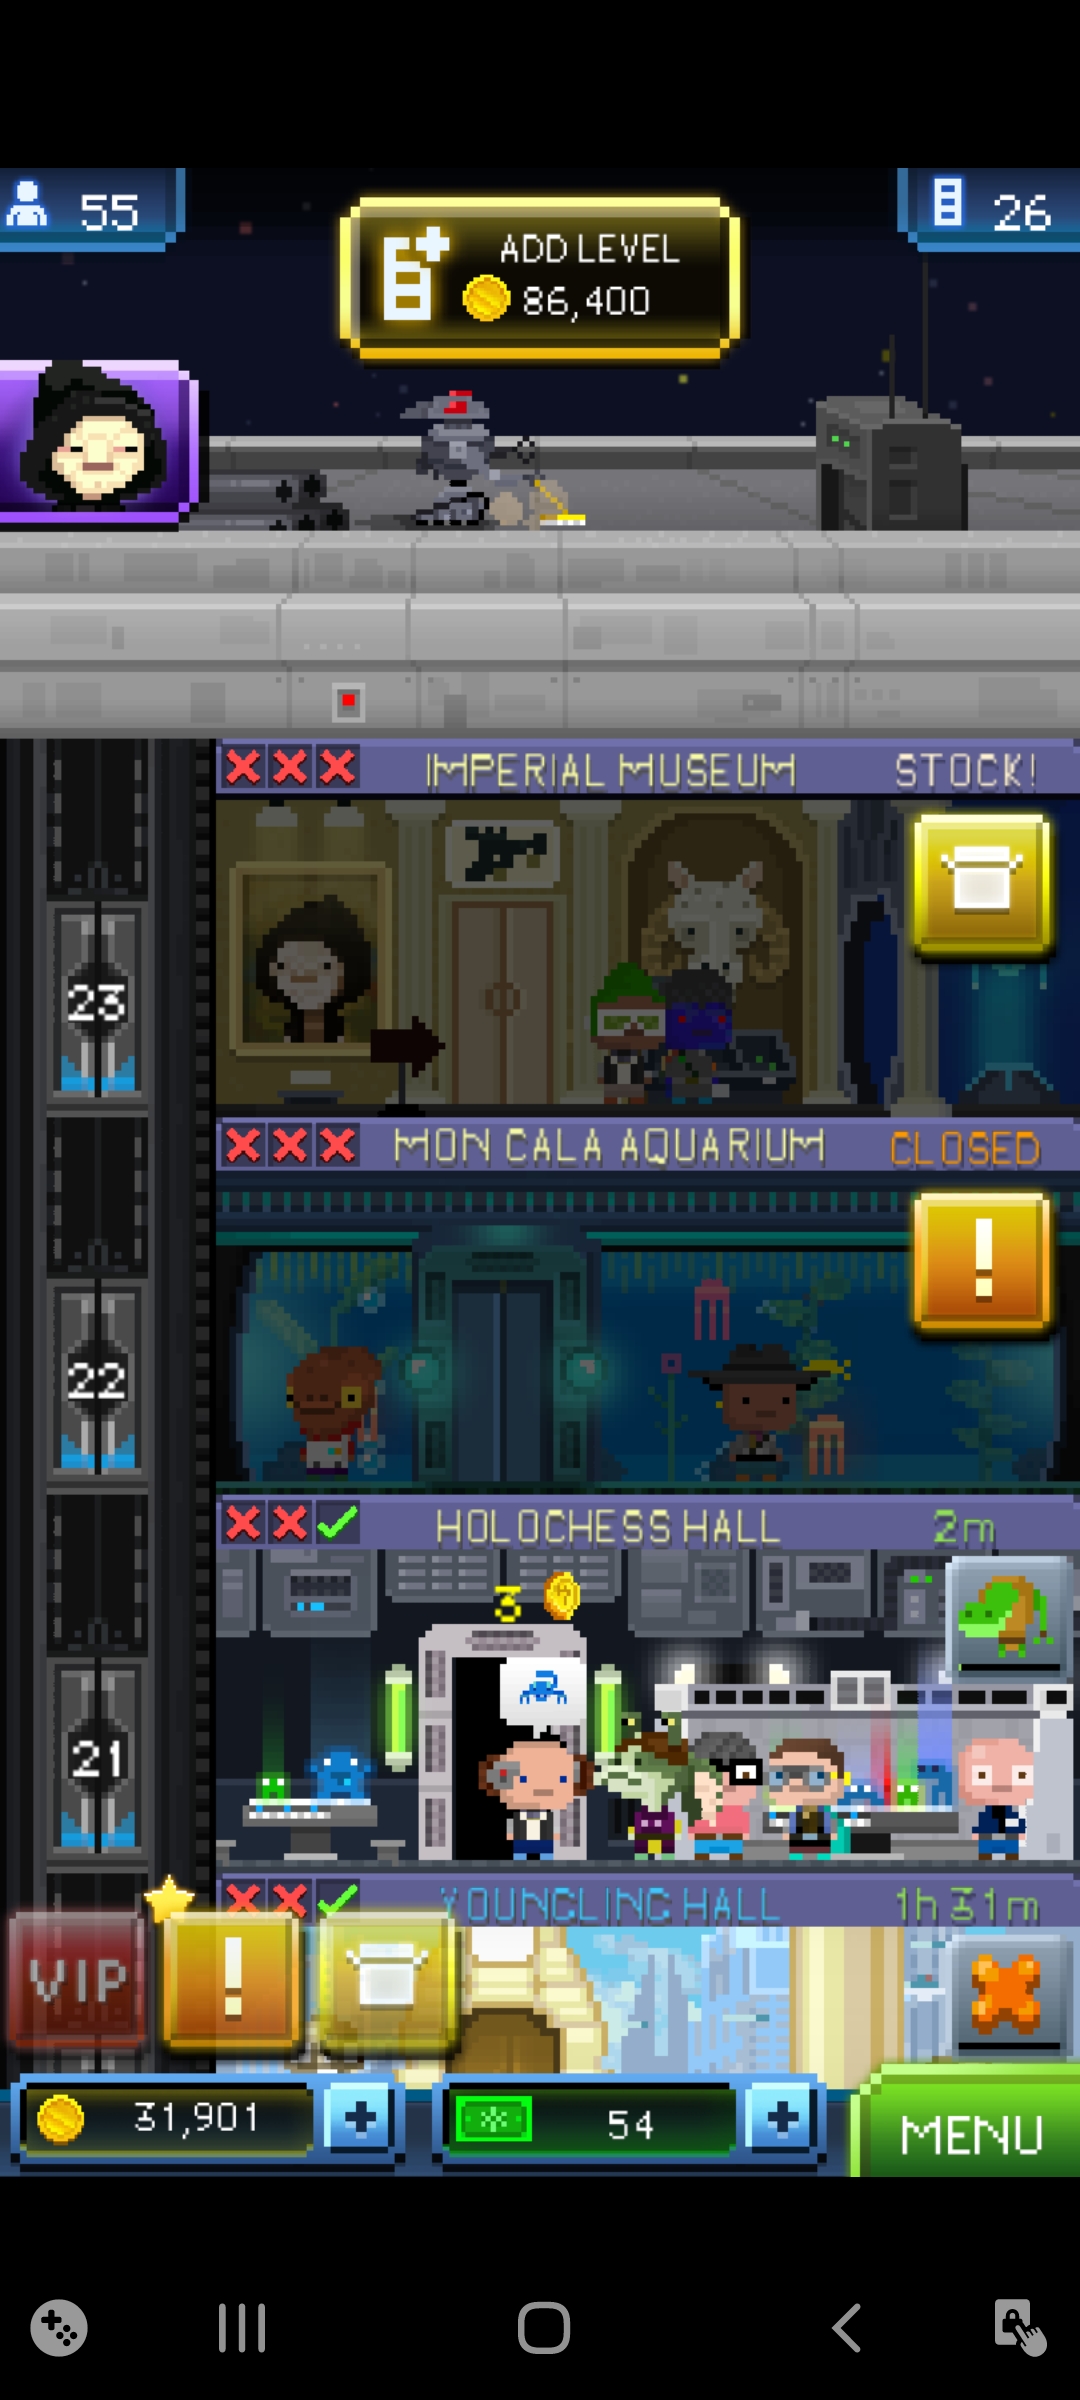 55
ADD LEVEL
86,400
26
IMPERIAL MUSEUM
STOCK!
23
MON CALA AQUARIUM
CLOSED
!
22
HOLOCHESS HALL
2m
3
21
YOUNGLING HALL
1h 31m
VIP
!
31,901
+
54
+
MENU